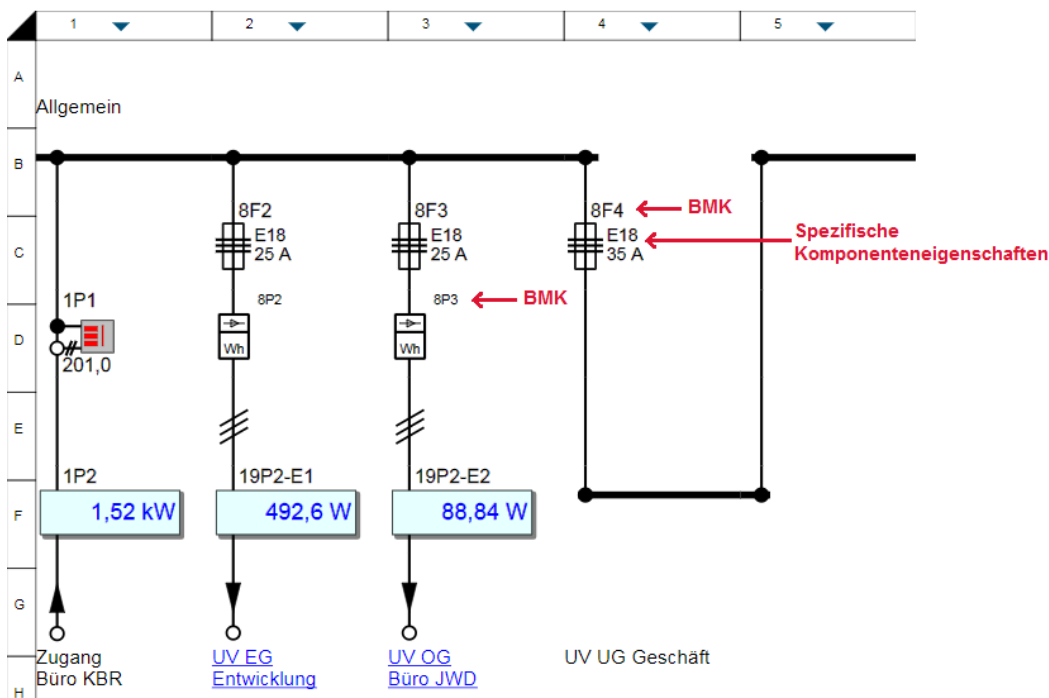 1 2 3 4 5
A
Allgemein
B
8F2 8F3 8F4 BMK
C
E18 E18 E18
25 A 25 A 35 A
Spezifische
Komponenteneigenschaften
8P2 8P3 BMK
1P1
D
Wh Wh
201,0
E
1P2 19P2-E1 19P2-E2
F
1,52 kW 492,6 W 88,84 W
G
Zugang UV EG UV OG UV UG Geschäft
Büro KBR Entwicklung Büro JWD
H